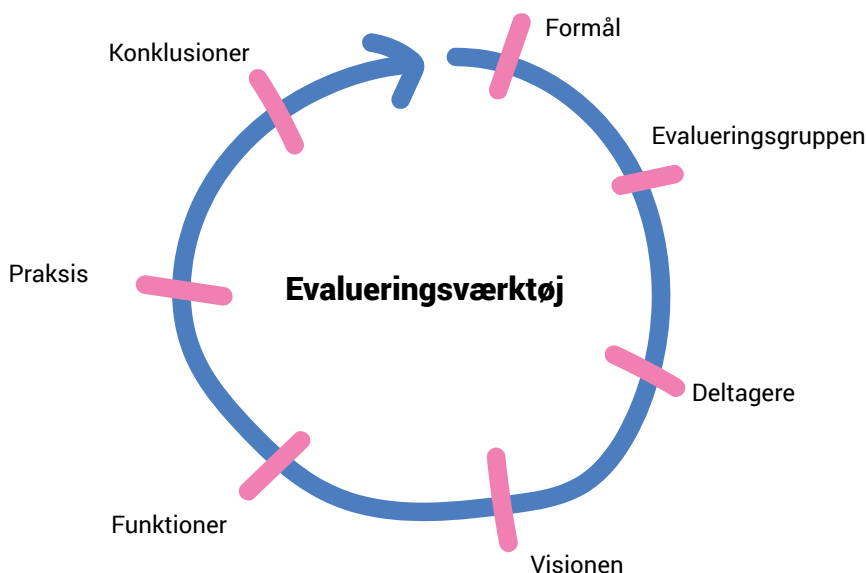 Formål
Evalueringsgruppen
Deltagere
Visionen
Funktioner
Praksis
Konklusioner
Evalueringsværktøj